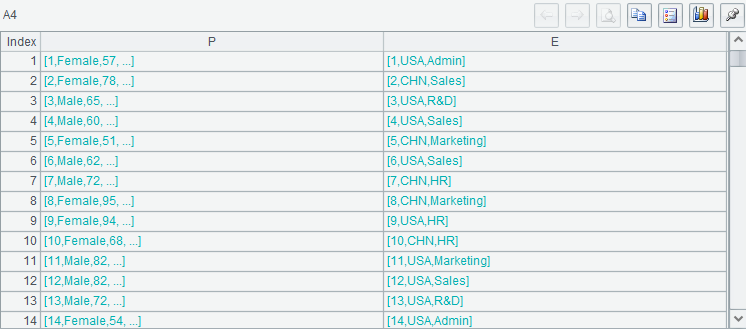 A4
Index P E
1 [1,Female,57, ...] [1,USA,Admin]
2 [2,Female,78, ...] [2,CHN,Sales]
3 [3,Male,65, ...] [3,USA,R&D]
4 [4,Male,60, ...] [4,USA,Sales]
5 [5,Female,51, ...] [5,CHN,Marketing]
6 [6,Male,62, ...] [6,USA,Sales]
7 [7,Male,72, ...] [7,CHN,HR]
8 [8,Female,95, ...] [8,CHN,Marketing]
9 [9,Female,94, ...] [9,USA,HR]
10 [10,Female,68, ...] [10,CHN,HR]
11 [11,Male,82, ...] [11,USA,Marketing]
12 [12,Male,82, ...] [12,USA,Sales]
13 [13,Male,72, ...] [13,USA,R&D]
14 [14,Female,54, ...] [14,USA,Admin]